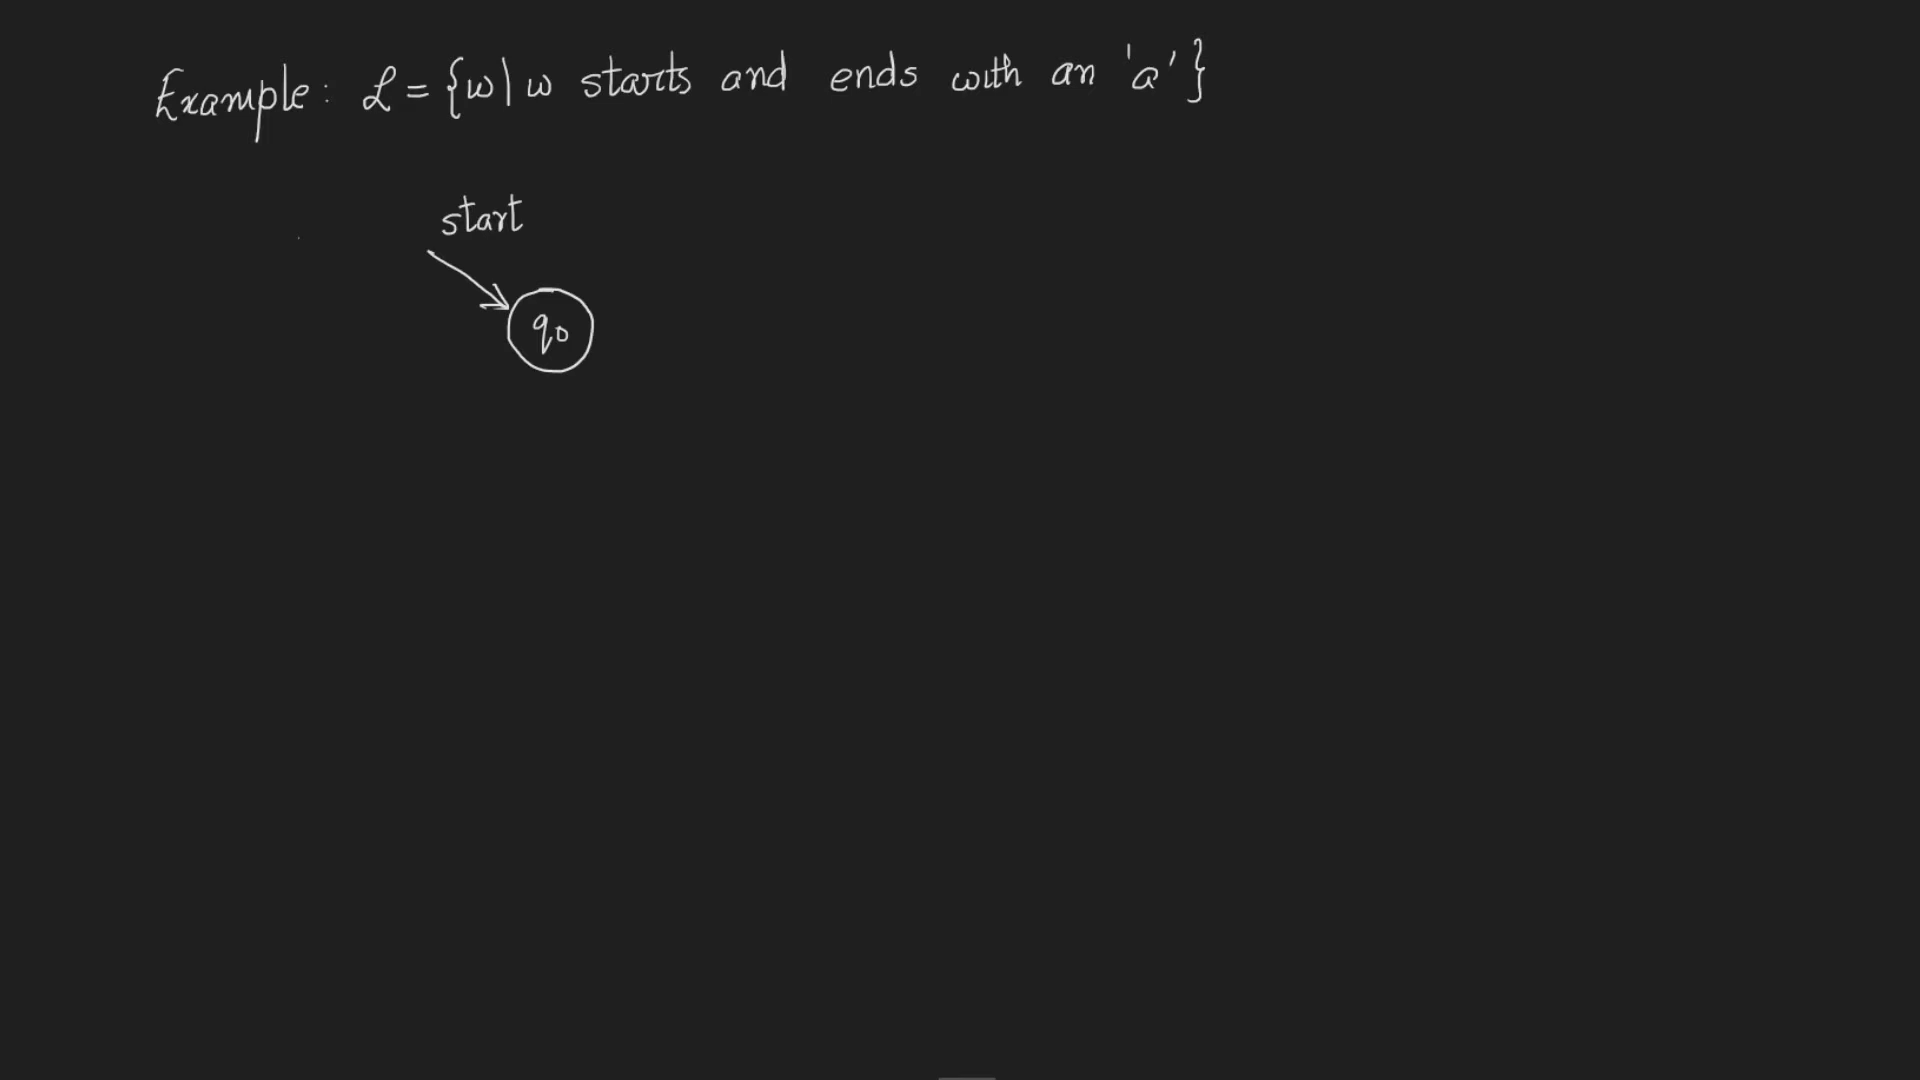 Example: L = {w | w starts and ends with an 'a'}
start
q0